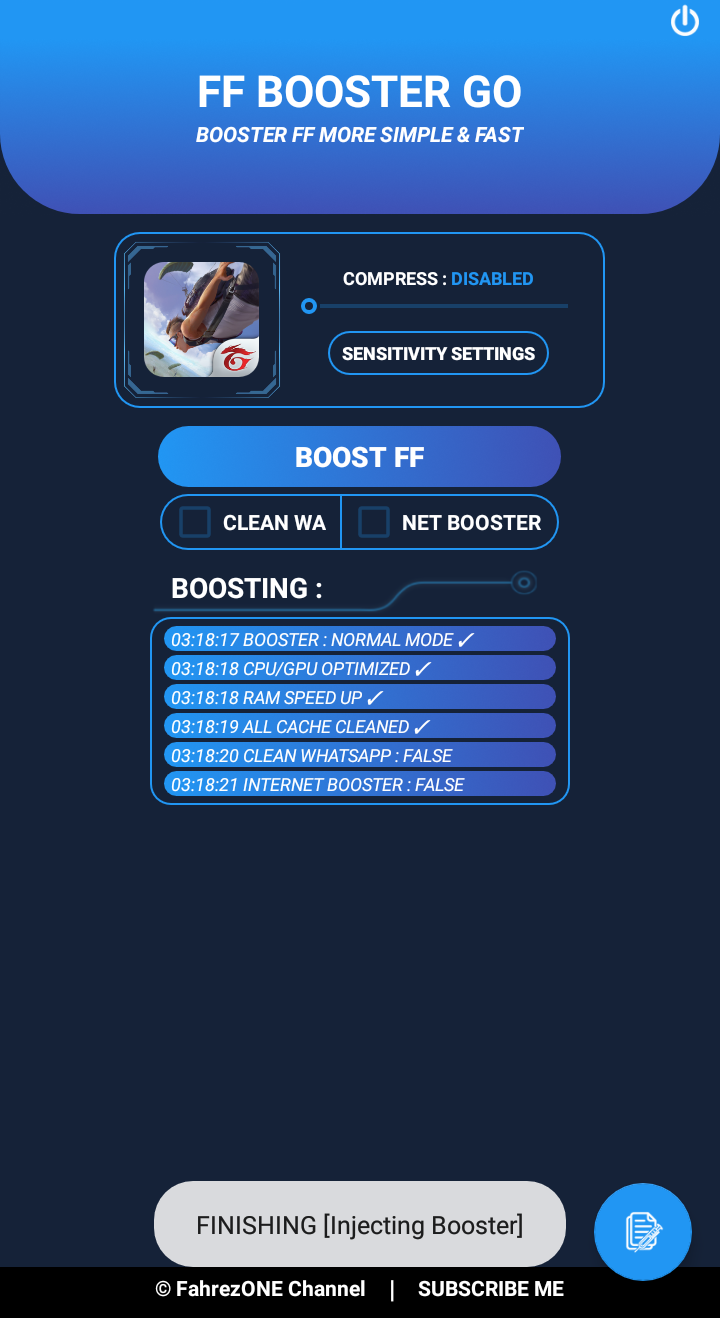 FF BOOSTER GO
BOOSTER FF MORE SIMPLE & FAST
COMPRESS : DISABLED
SENSITIVITY SETTINGS
BOOST FF
CLEAN WA
NET BOOSTER
BOOSTING :
03:18:17 BOOSTER : NORMAL MODE ✓
03:18:18 CPU/GPU OPTIMIZED ✓
03:18:18 RAM SPEED UP ✓
03:18:19 ALL CACHE CLEANED ✓
03:18:20 CLEAN WHATSAPP : FALSE
03:18:21 INTERNET BOOSTER : FALSE
FINISHING [Injecting Booster]
© FahrezONE Channel | SUBSCRIBE ME